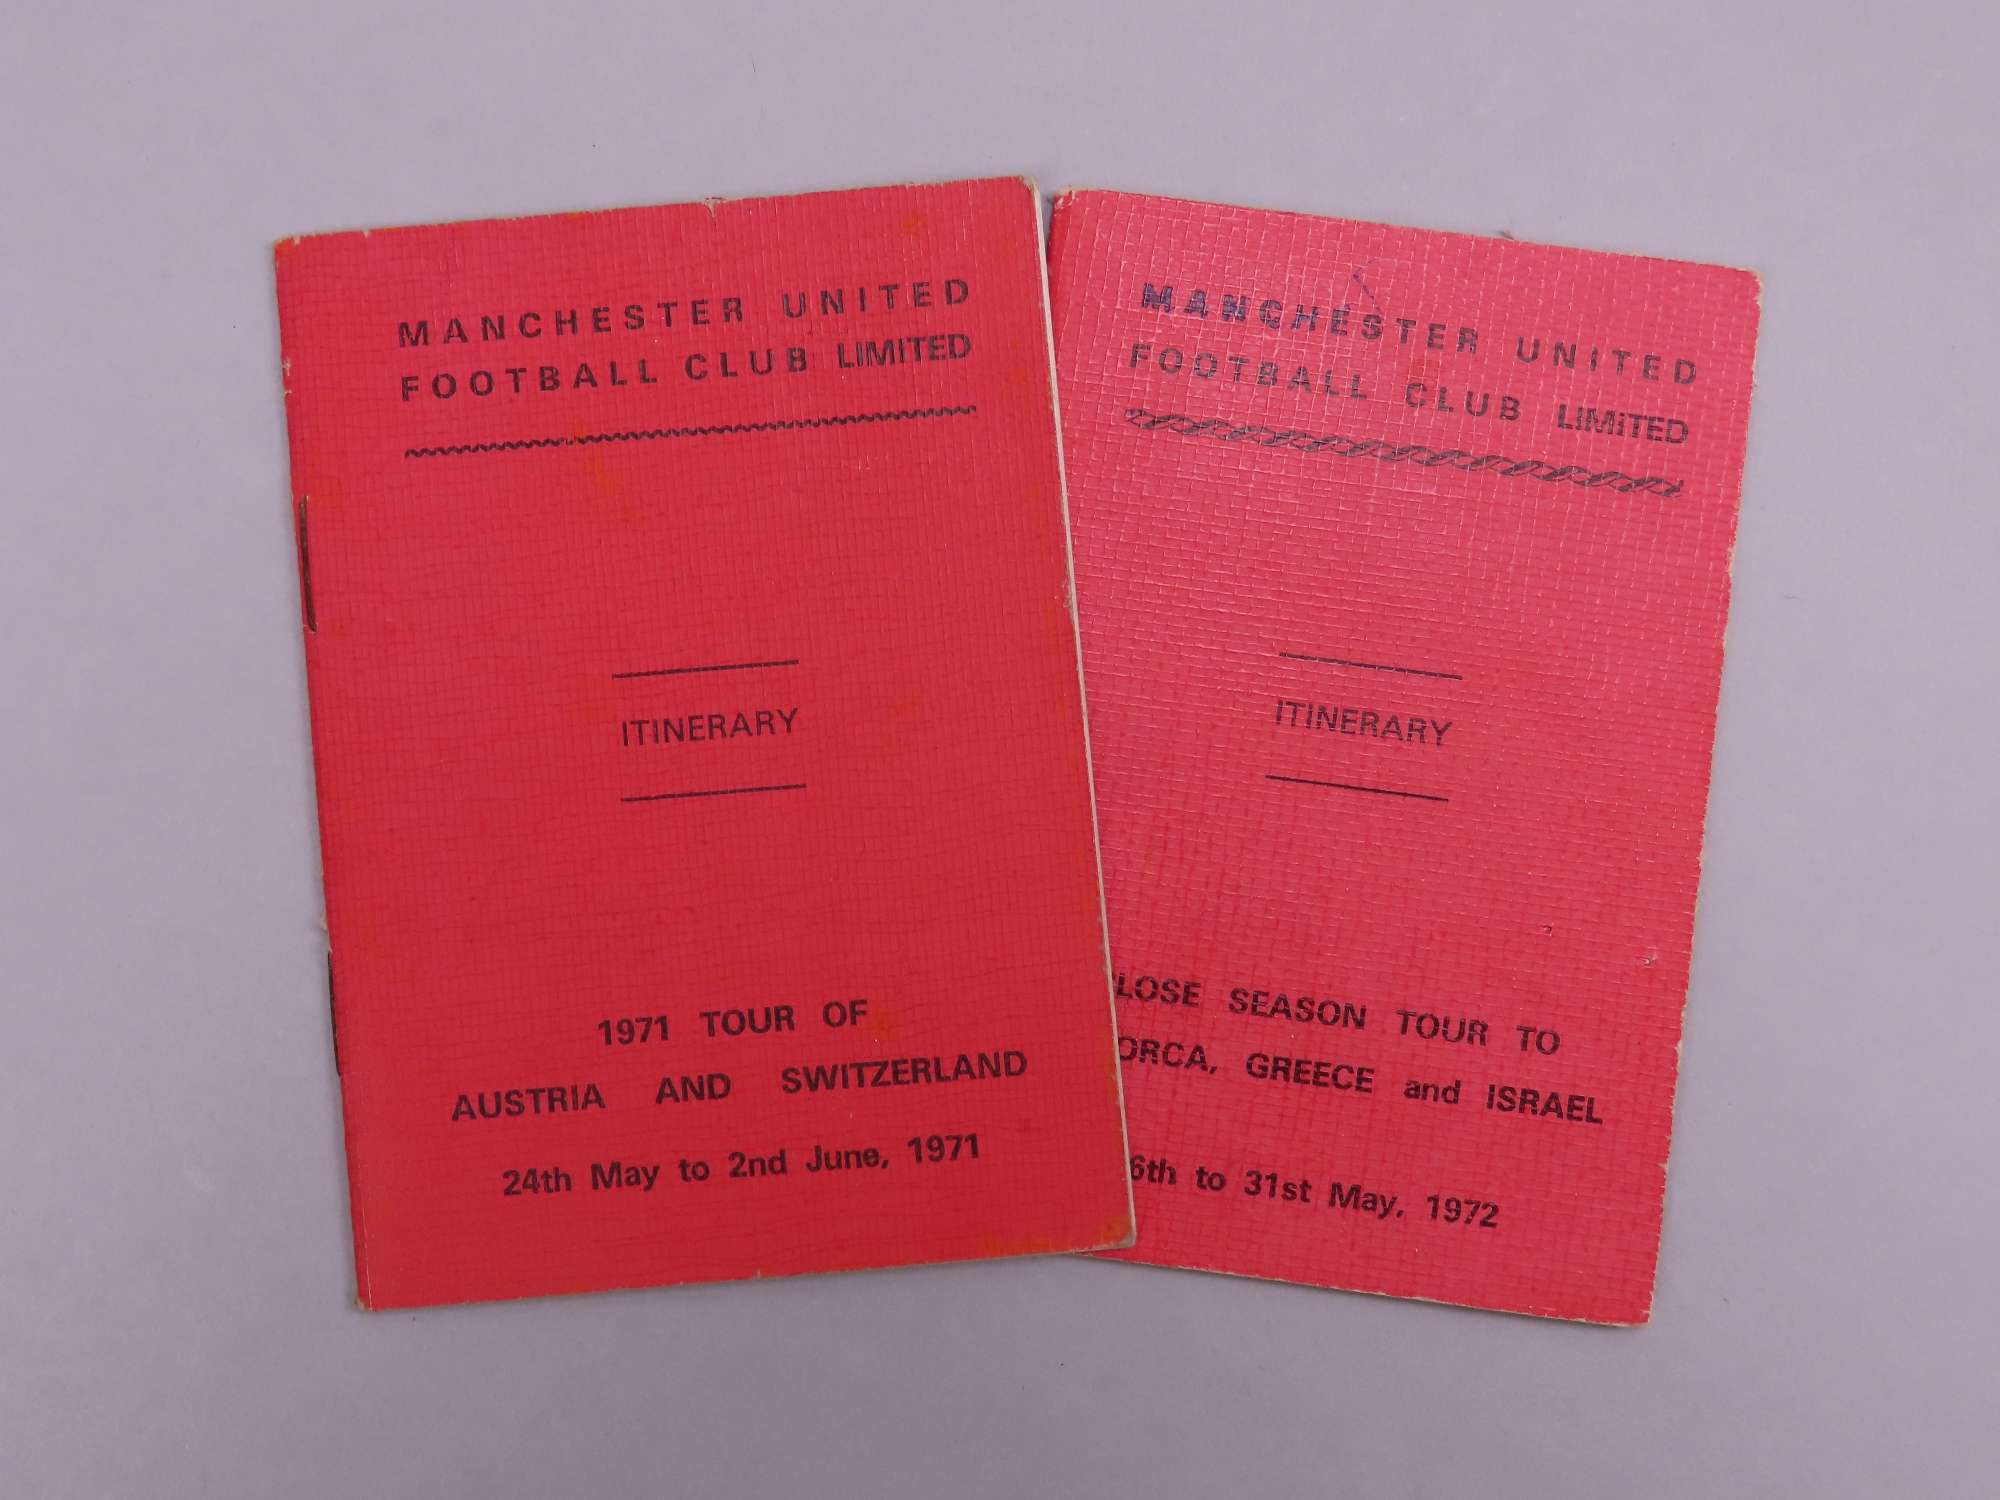 MANCHESTER UNITED
FOOTBALL CLUB LIMITED
ITINERARY
1971 TOUR OF
AUSTRIA AND SWITZERLAND
24th May to 2nd June, 1971
MANCHESTER UNITED
FOOTBALL CLUB LIMiTED
ITINERARY
LOSE SEASON TOUR TO
ORCA, GREECE and ISRAEL
6th to 31st May, 1972